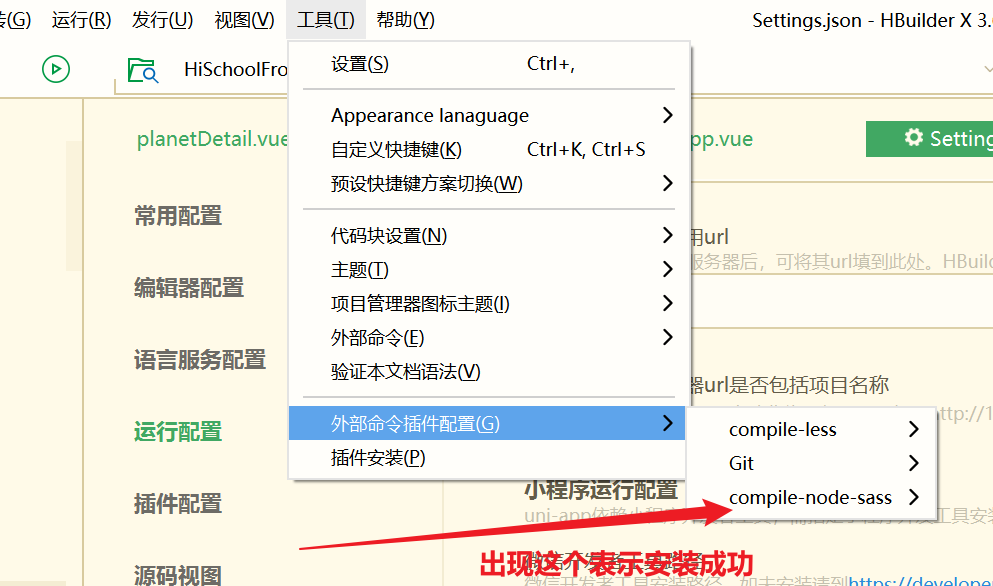 转(G) 运行(R) 发行(U) 视图(V) 工具(T) 帮助(Y) Settings.json - HBuilder X 3.
HiSchoolFro
设置(S) Ctrl+,
Appearance lanaguage
自定义快捷键(K) Ctrl+K, Ctrl+S
预设快捷键方案切换(W)
代码块设置(N)
主题(T)
项目管理器图标主题(I)
外部命令(E)
验证本文档语法(V)
外部命令插件配置(G)
插件安装(P)
compile-less
Git
compile-node-sass
planetDetail.vue
pp.vue
Setting
常用配置
编辑器配置
语言服务配置
运行配置
插件配置
源码视图
用url
服务器后，可将其url填到此处。HBuild
器url是否包括项目名称
ttp://1
小程序运行配置
uni-app
工具安装
出现这个表示安装成功
微信开发者工具安装路径，如未安装请到https://developer